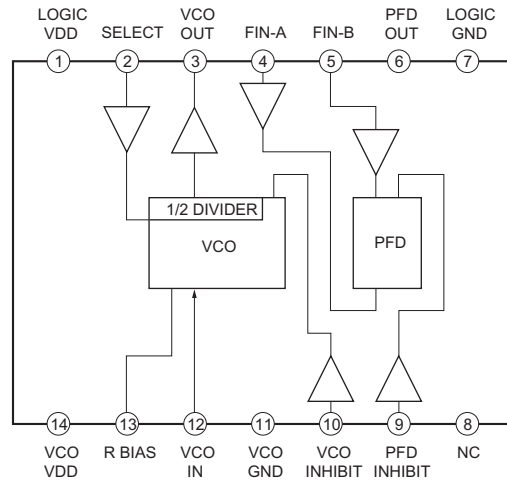 LOGIC
VDD
SELECT
VCO
OUT
FIN-A
FIN-B
PFD
OUT
LOGIC
GND
1
2
3
4
5
6
7
1/2 DIVIDER
VCO
PFD
14
13
12
11
10
9
8
VCO
VDD
R BIAS
VCO
IN
VCO
GND
VCO
INHIBIT
PFD
INHIBIT
NC